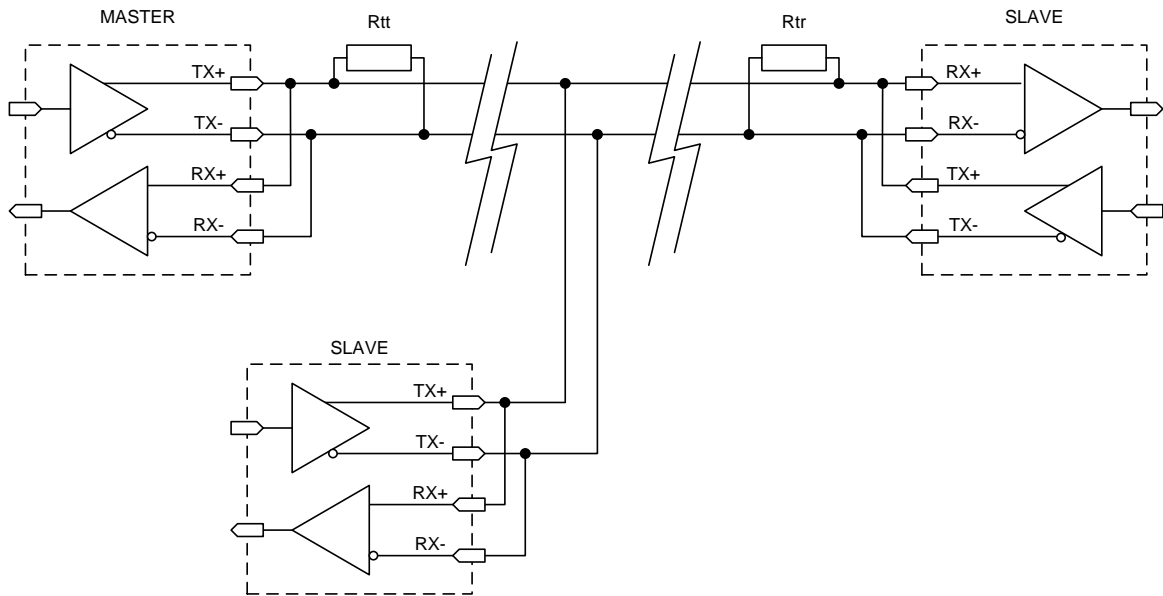 MASTER
Rtt
Rtr
SLAVE
TX+
TX-
RX+
RX-
RX+
RX-
TX+
TX-
SLAVE
TX+
TX-
RX+
RX-